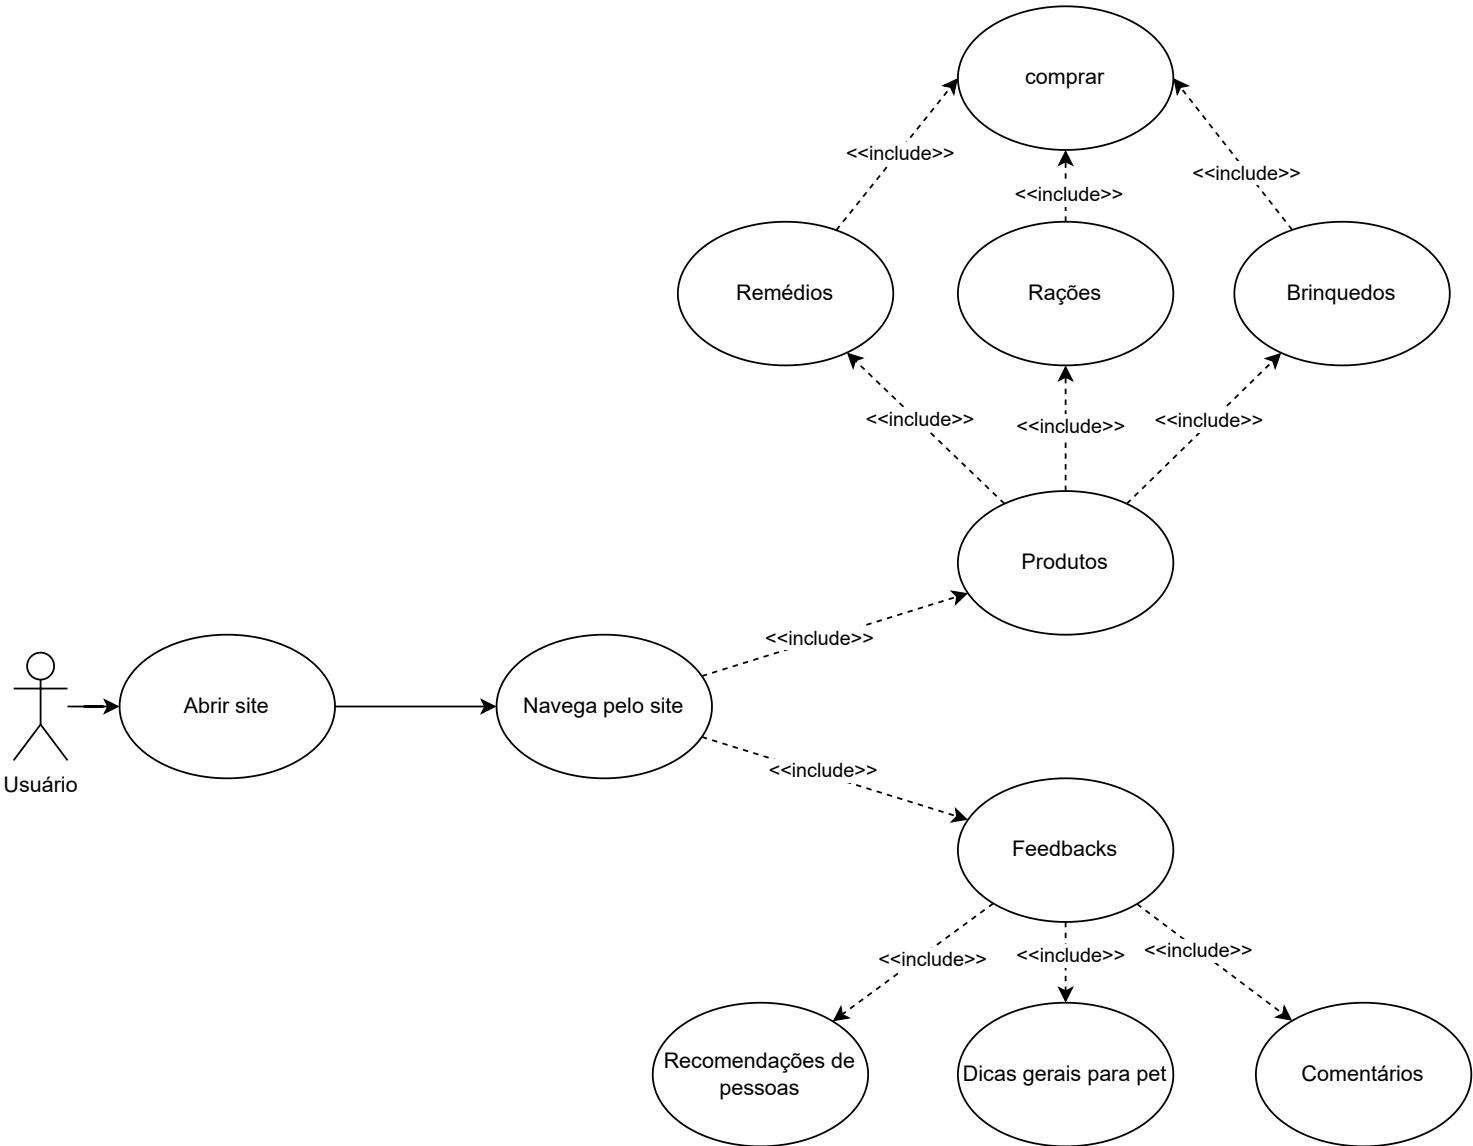 comprar
<<include>>
<<include>>
<<include>>
Remédios
Rações
Brinquedos
<<include>>
<<include>>
<<include>>
Produtos
<<include>>
Abrir site
Navega pelo site
Usuário
<<include>>
Feedbacks
<<include>>
<<include>>
<<include>>
Recomendações de
pessoas
Dicas gerais para pet
Comentários